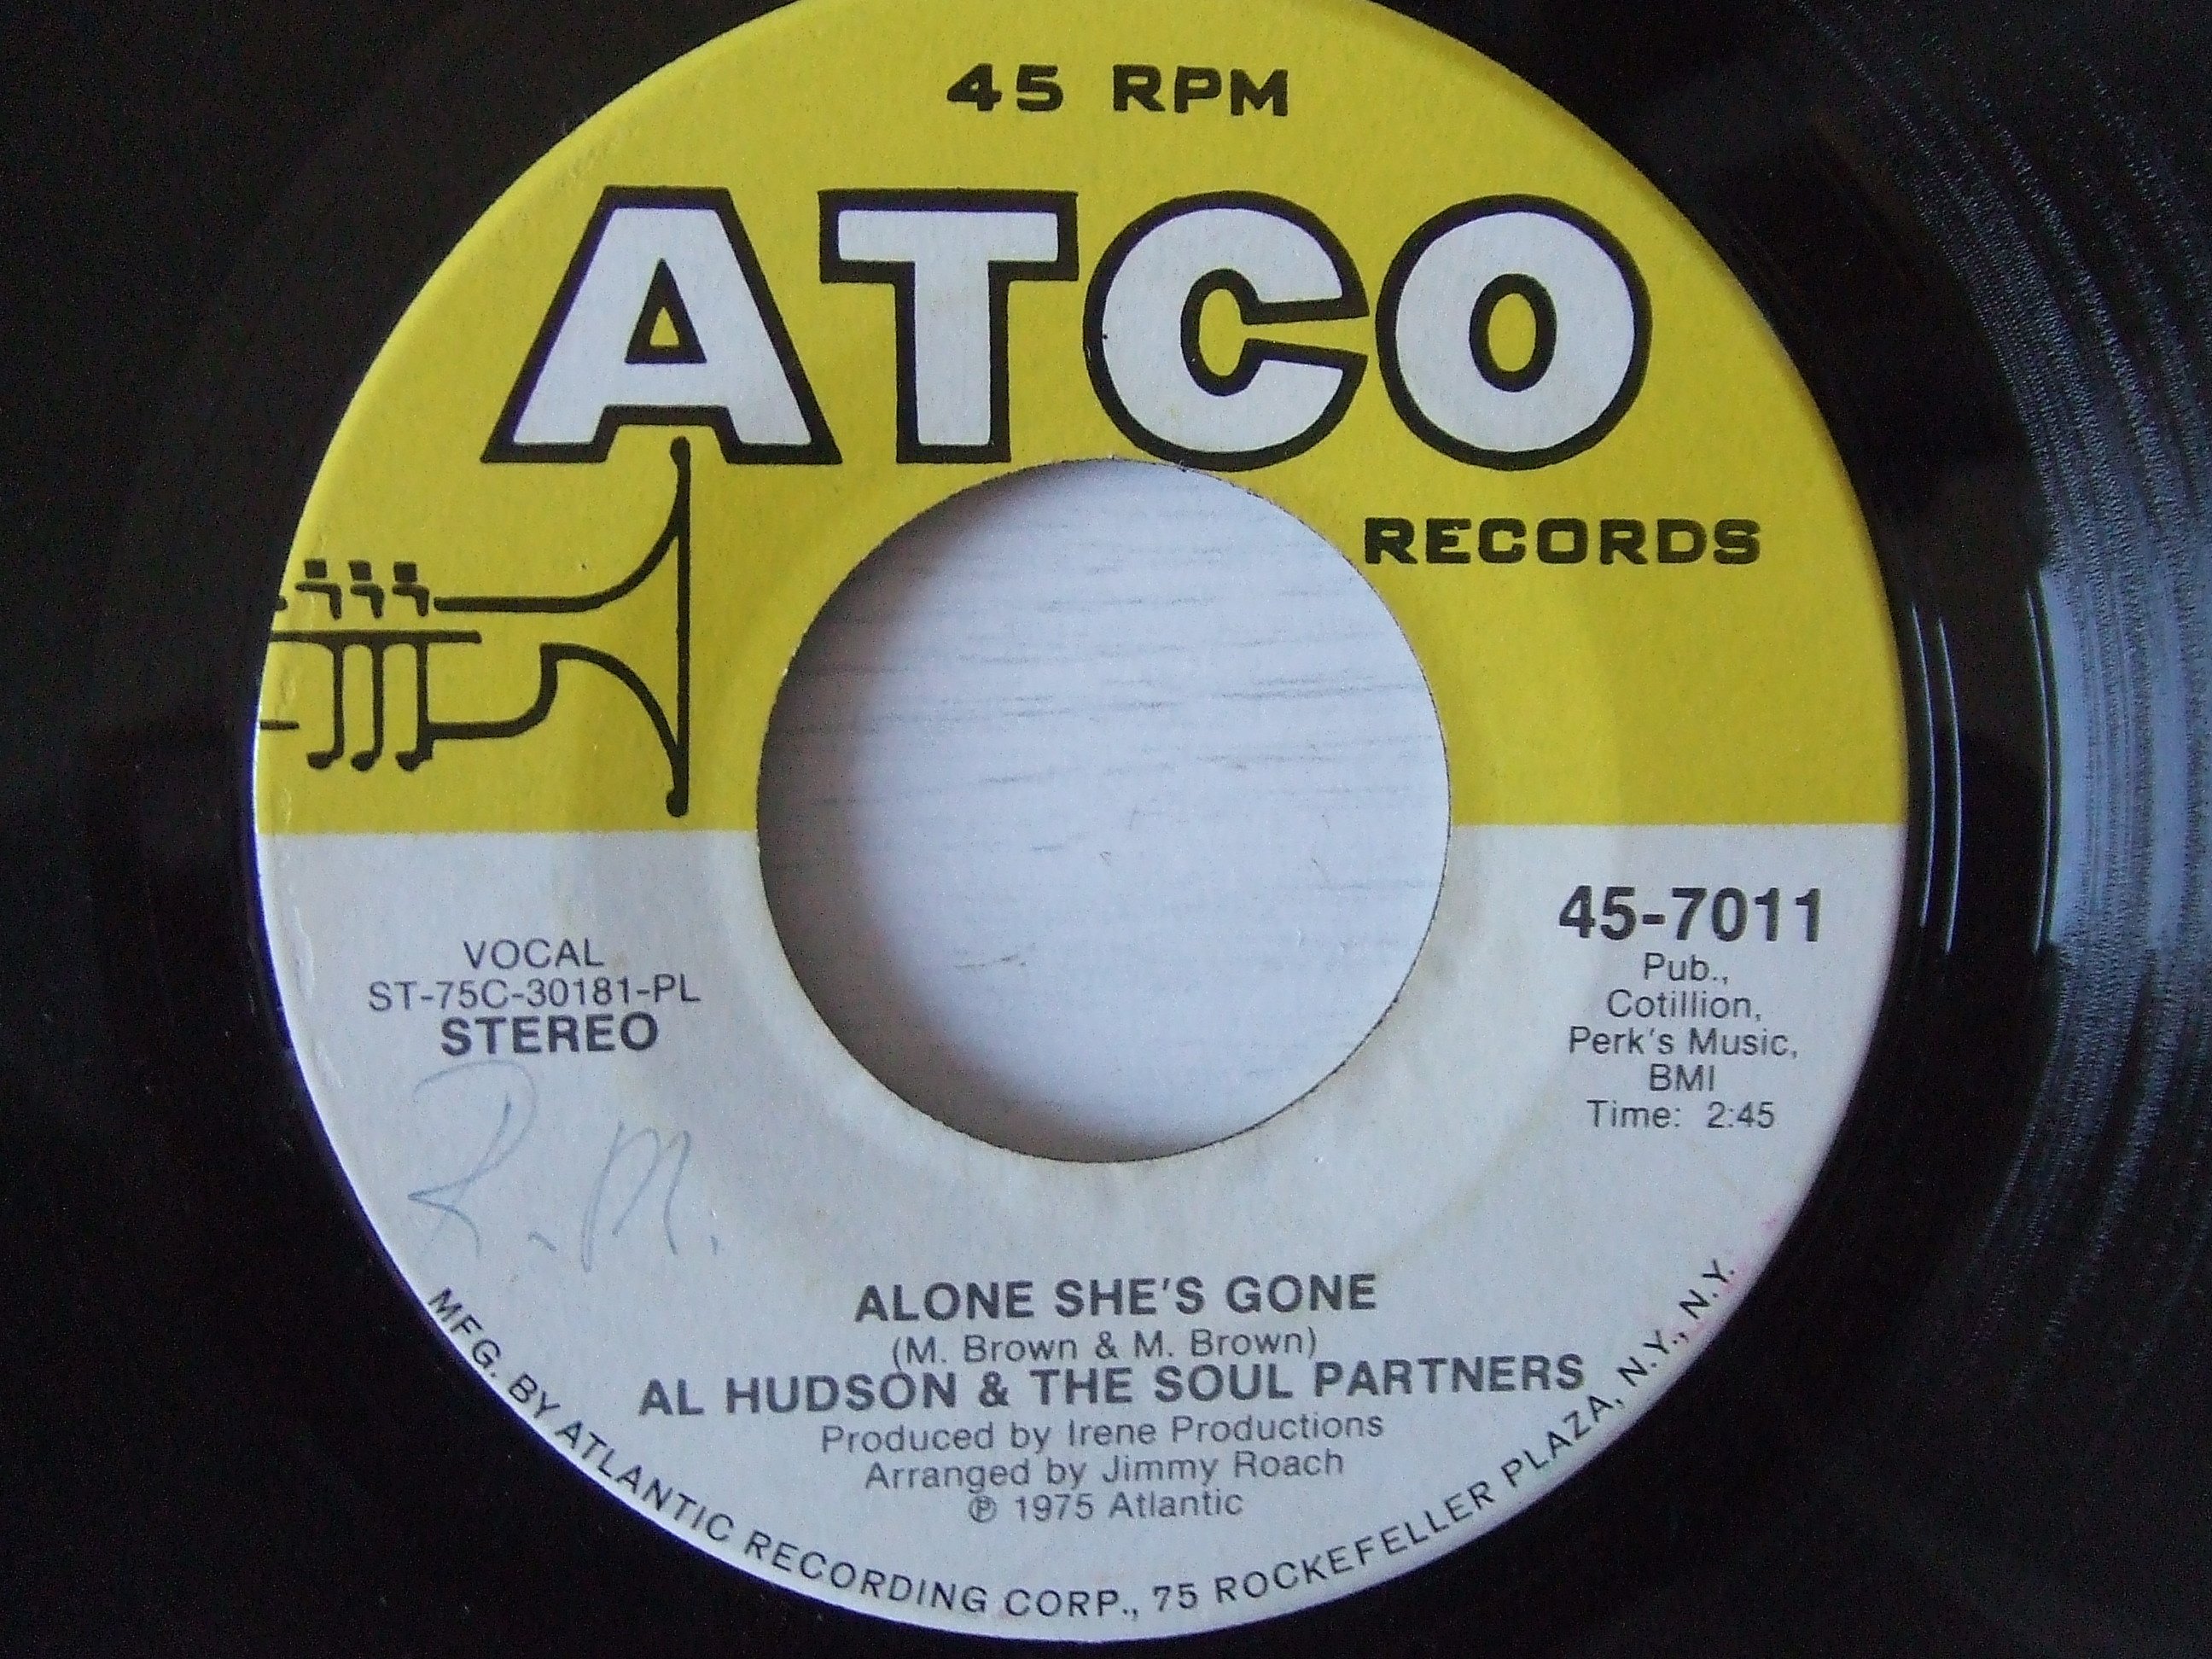 45 RPM
ATCO
RECORDS
VOCAL
ST-75C-30181-PL
STEREO
R.M.
45-7011
Pub.,
Cotillion,
Perk's Music,
BMI
Time: 2:45
ALONE SHE'S GONE
(M. Brown & M. Brown)
AL HUDSON & THE SOUL PARTNERS
Produced by Irene Productions
Arranged by Jimmy Roach
℗ 1975 Atlantic
MFG. BY ATLANTIC RECORDING CORP., 75 ROCKEFELLER PLAZA, N.Y., N.Y.